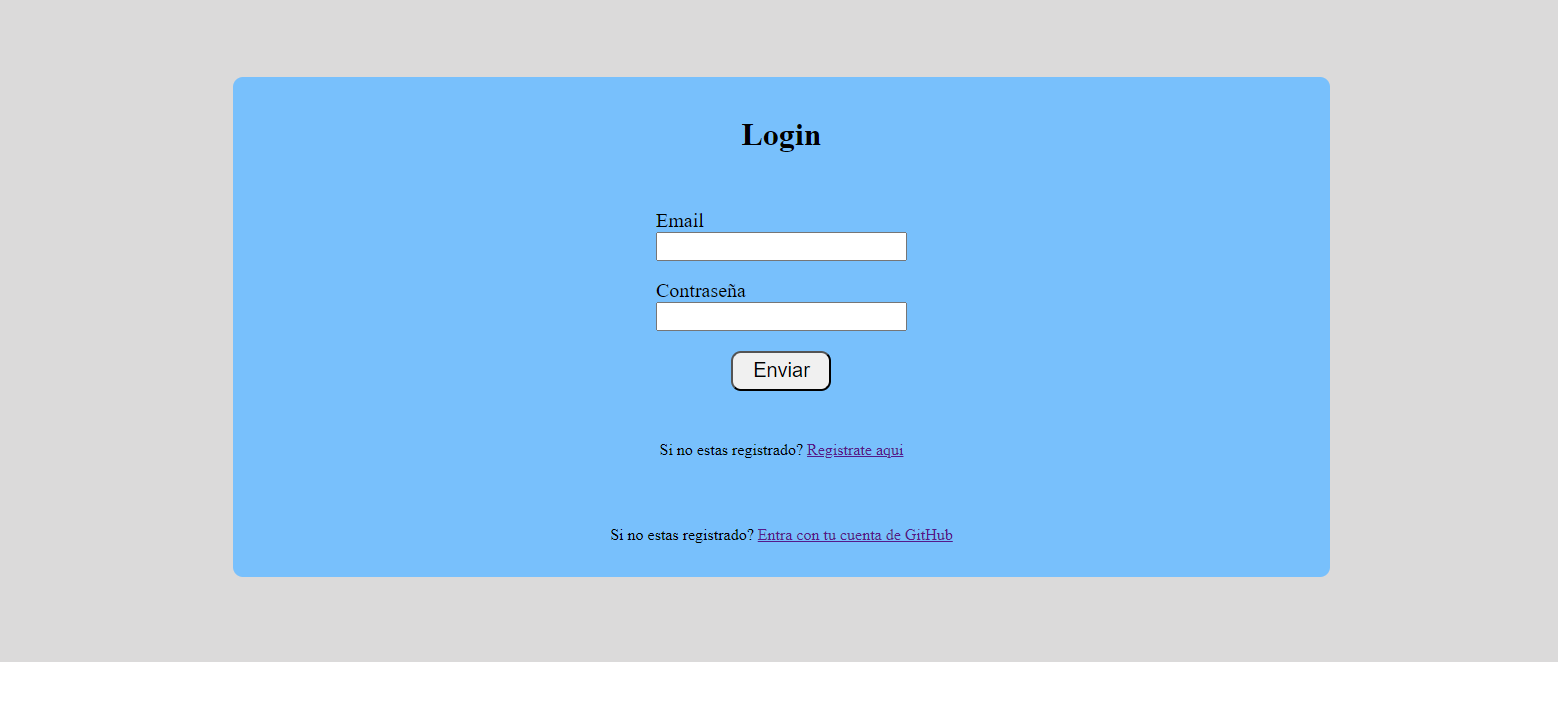 Login
Email
Contraseña
Enviar
Si no estas registrado? Registrate aqui
Si no estas registrado? Entra con tu cuenta de GitHub